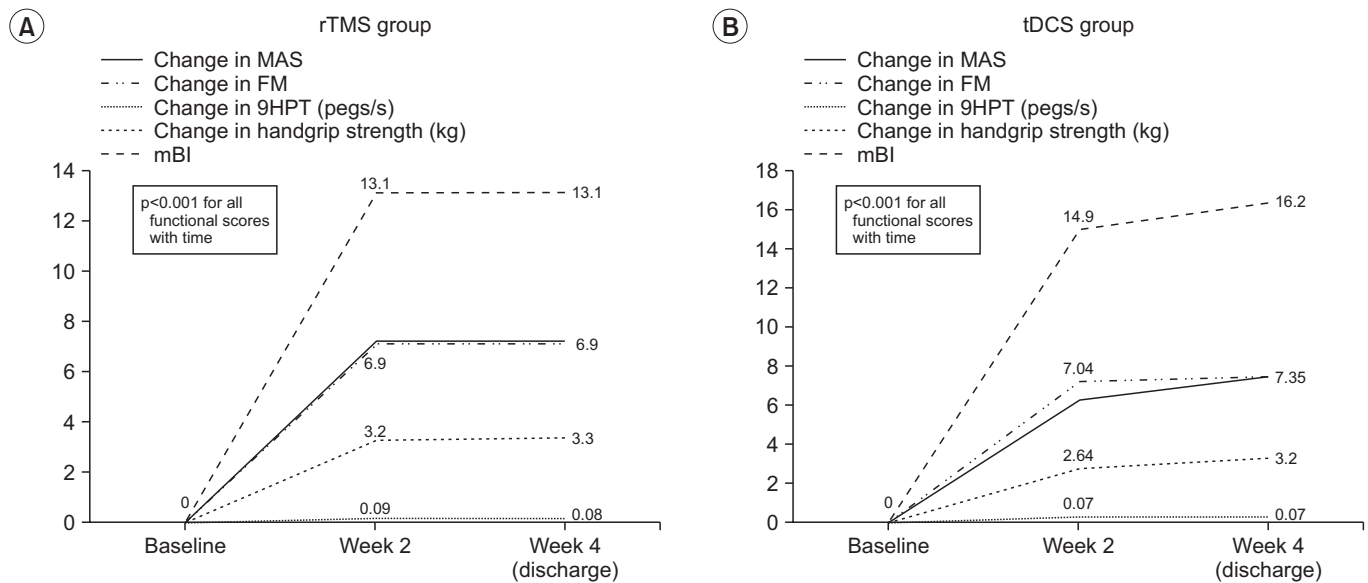 A
rTMS group
Change in MAS
Change in FM
Change in 9HPT (pegs/s)
Change in handgrip strength (kg)
mBI
14
12
10
8
6
4
2
0
p<0.001 for all
functional scores
with time
13.1
13.1
6.9
6.9
3.2
3.3
0
0.09
0.08
Baseline
Week 2
Week 4
(discharge)
B
tDCS group
Change in MAS
Change in FM
Change in 9HPT (pegs/s)
Change in handgrip strength (kg)
mBI
18
16
14
12
10
8
6
4
2
0
p<0.001 for all
functional scores
with time
14.9
16.2
7.04
7.35
2.64
3.2
0
0.07
0.07
Baseline
Week 2
Week 4
(discharge)